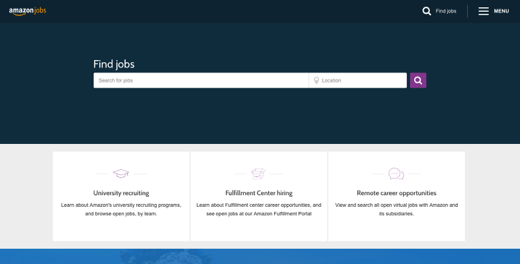 amazonjobs
Find jobs
MENU
Find jobs
Search for jobs
Location
University recruiting
Learn about Amazon's university recruiting programs,
and browse open jobs, by team.
Fulfillment Center hiring
Learn about Fulfillment center career opportunities, and
see open jobs at our Amazon Fulfillment Portal
Remote career opportunities
View and search all open virtual jobs with Amazon and
its subsidiaries.